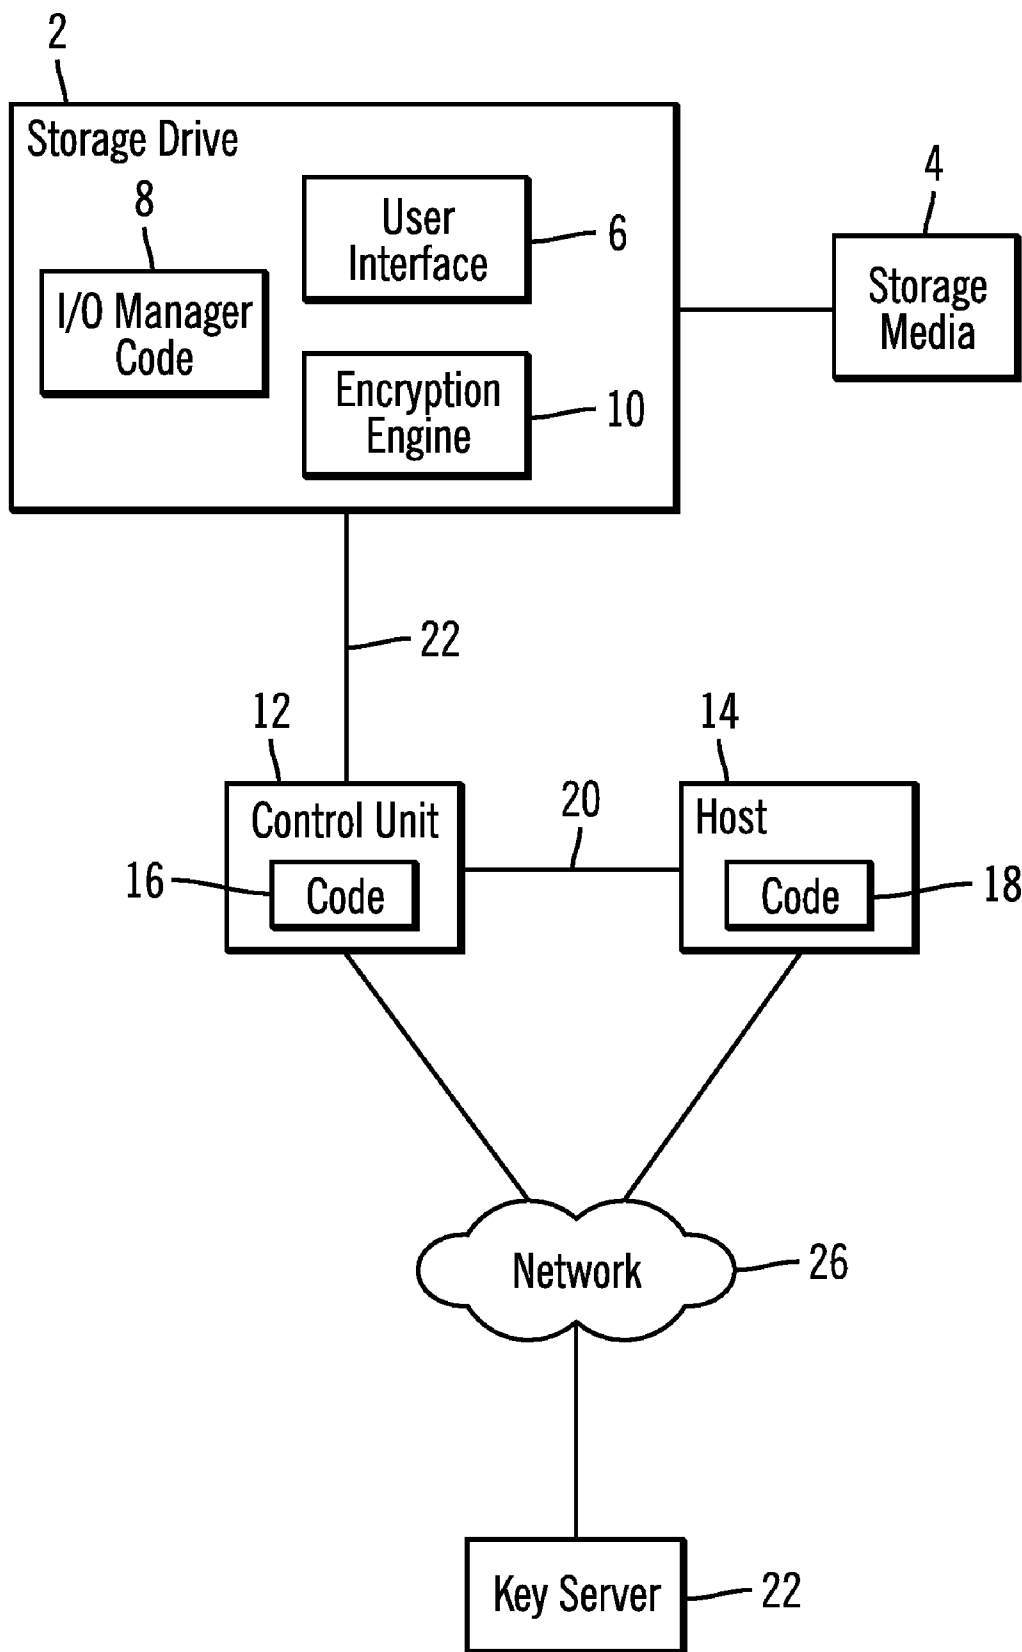 2
Storage Drive
8
User
Interface
6
I/O Manager
Code
Encryption
Engine
10
4
Storage
Media
22
12
14
Control Unit
20
Host
16
Code
Code
18
Network
26
Key Server
22